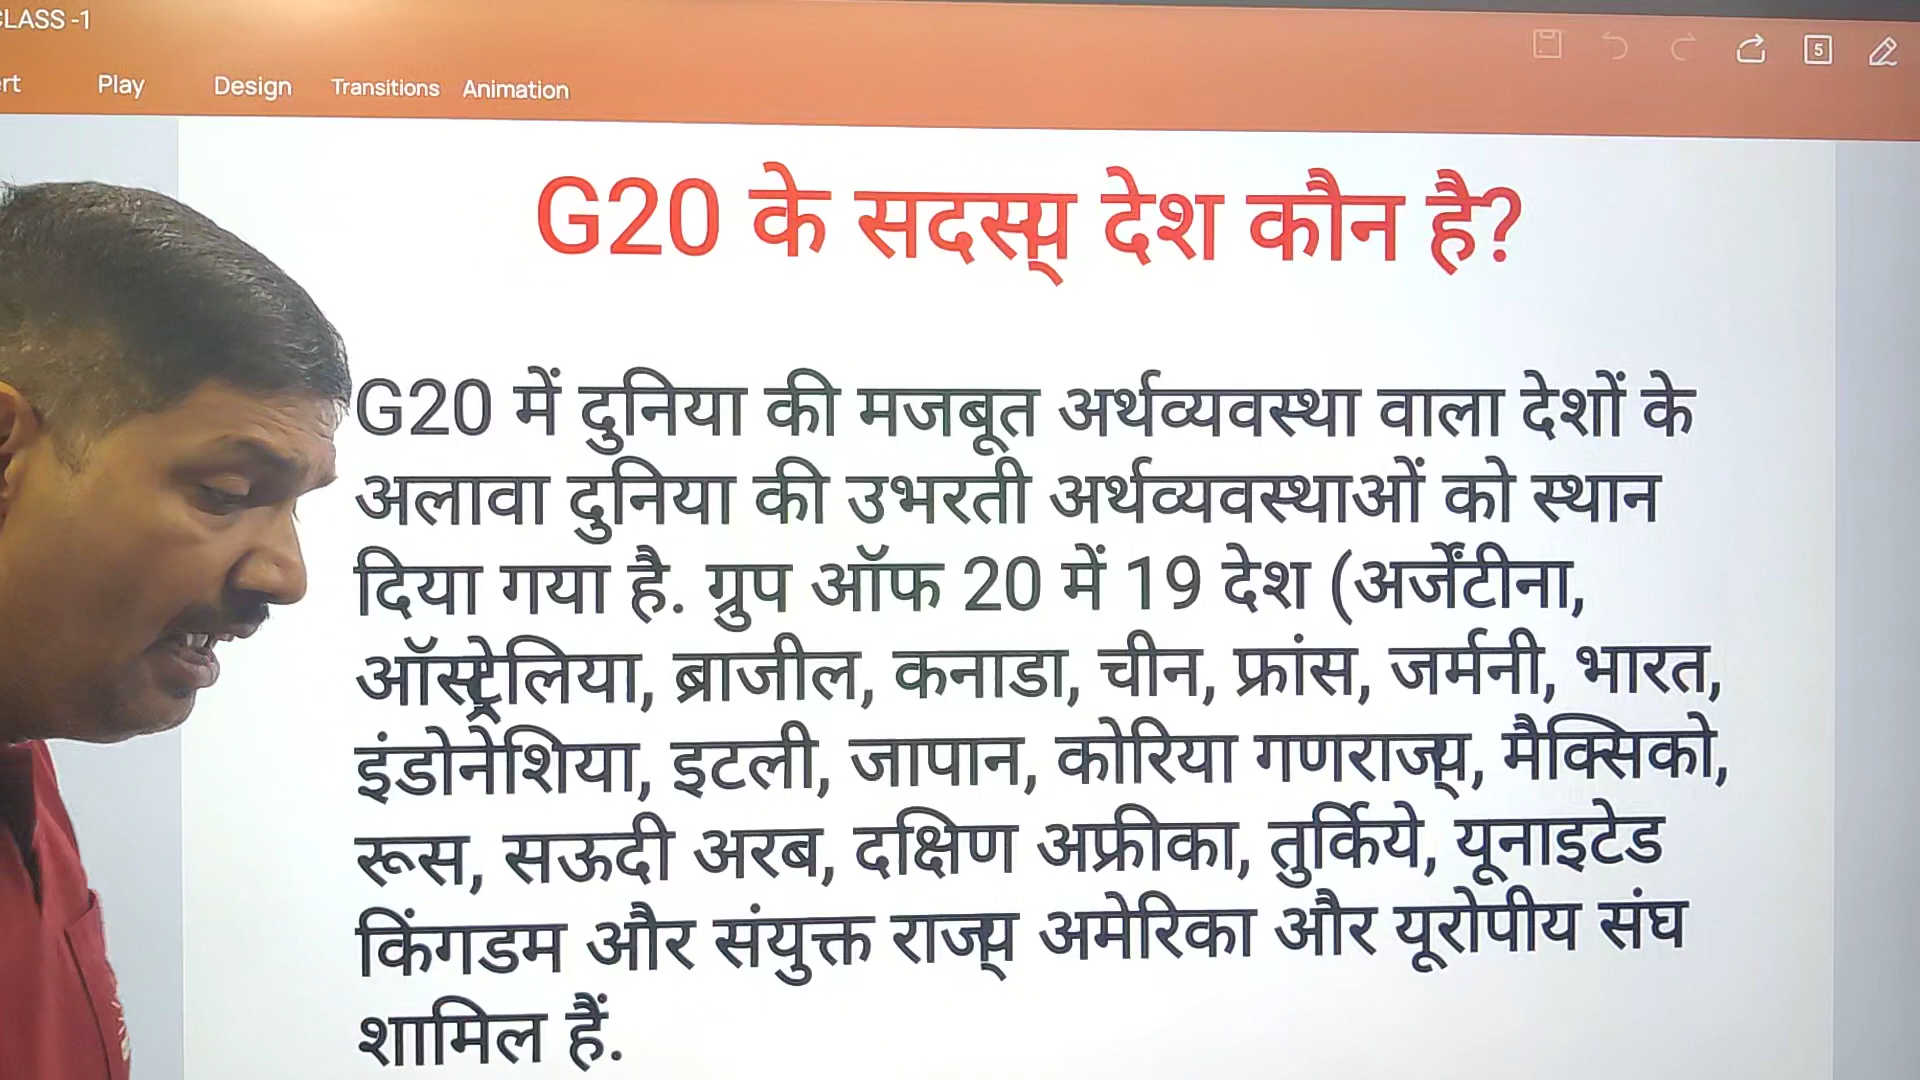 CLASS -1
rt Play Design Transitions Animation
5
G20 के सदस्य् देश कौन है?
G20 में दुनिया की मजबूत अर्थव्यवस्था वाला देशों के
अलावा दुनिया की उभरती अर्थव्यवस्थाओं को स्थान
दिया गया है. ग्रुप ऑफ 20 में 19 देश (अर्जेंटीना,
ऑस्ट्रेलिया, ब्राजील, कनाडा, चीन, फ्रांस, जर्मनी, भारत,
इंडोनेशिया, इटली, जापान, कोरिया गणराज्य्, मैक्सिको,
रूस, सऊदी अरब, दक्षिण अफ्रीका, तुर्किये, यूनाइटेड
किंगडम और संयुक्त राज्य् अमेरिका और यूरोपीय संघ
शामिल हैं.